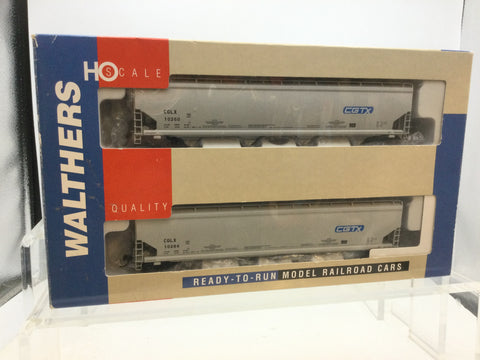 WALTHERS
HO SCALE
CGLX
10260
CGTX
QUALITY
CGLX
10264
CGTX
READY-TO-RUN MODEL RAILROAD CARS